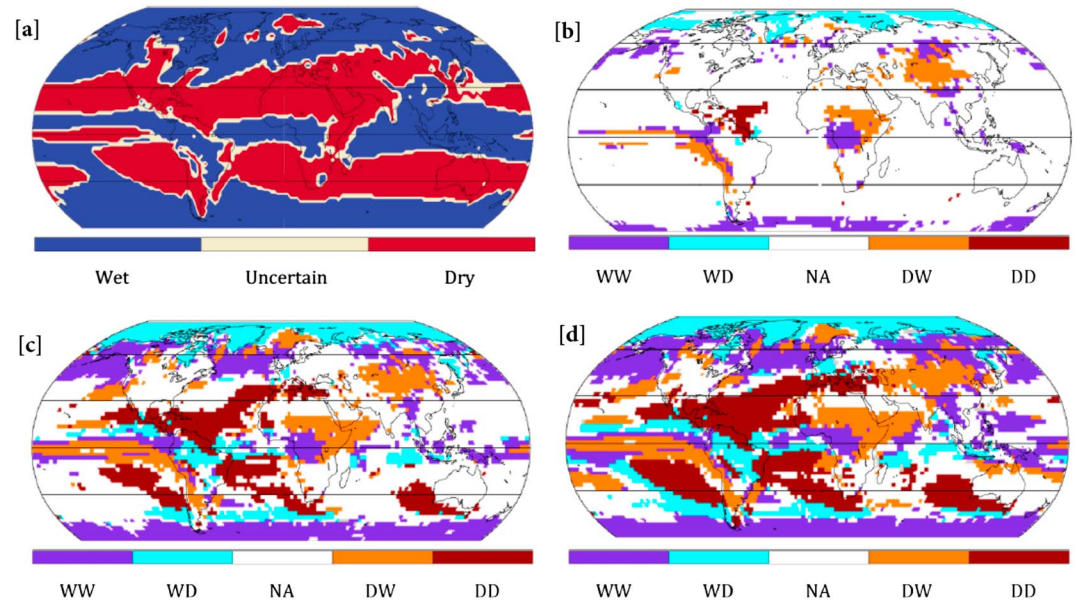 [a]
Wet Uncertain Dry
[b]
WW WD NA DW DD
[c]
WW WD NA DW DD
[d]
WW WD NA DW DD